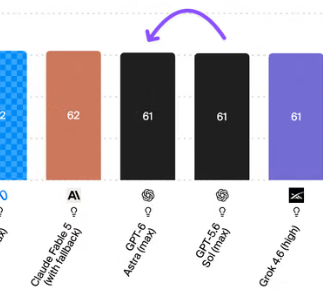 2
62
61
61
61
Claude Fable 5
(with fallback)
GPT-6
Astra (max)
GPT-5.6
Sol (max)
Grok 4.6 (high)